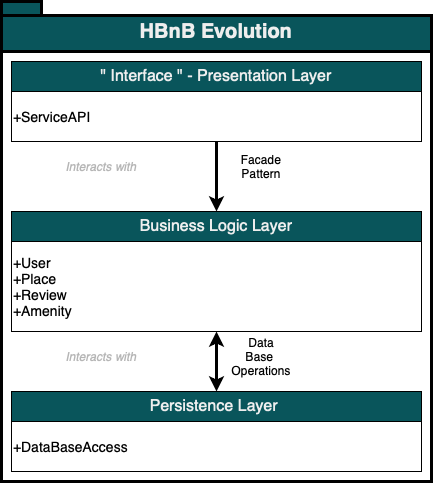 HBnB Evolution
" Interface " - Presentation Layer
+ServiceAPI
Interacts with
Facade
Pattern
Business Logic Layer
+User
+Place
+Review
+Amenity
Interacts with
Data
Base
Operations
Persistence Layer
+DataBaseAccess